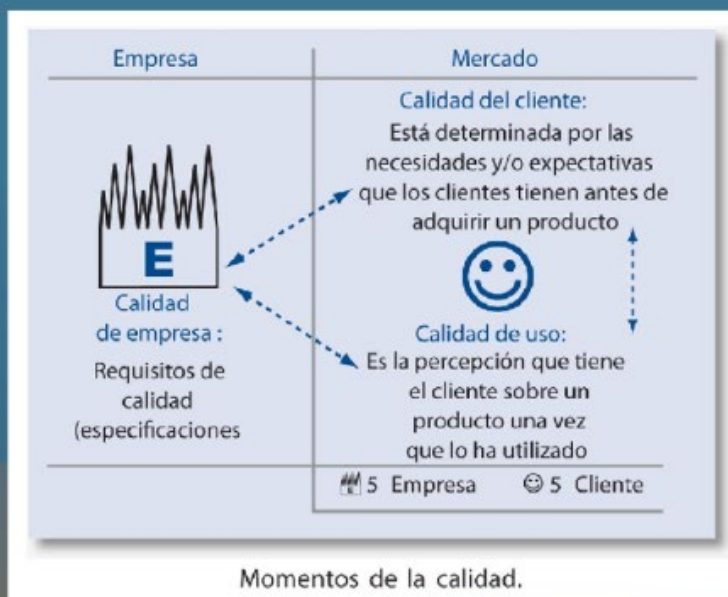 Empresa
Mercado
Calidad del cliente:
Está determinada por las
necesidades y/o expectativas
que los clientes tienen antes de
adquirir un producto
E
Calidad
de empresa :
Requisitos de
calidad
(especificaciones
Calidad de uso:
Es la percepción que tiene
el cliente sobre un
producto una vez
que lo ha utilizado
5 Empresa
5 Cliente
Momentos de la calidad.